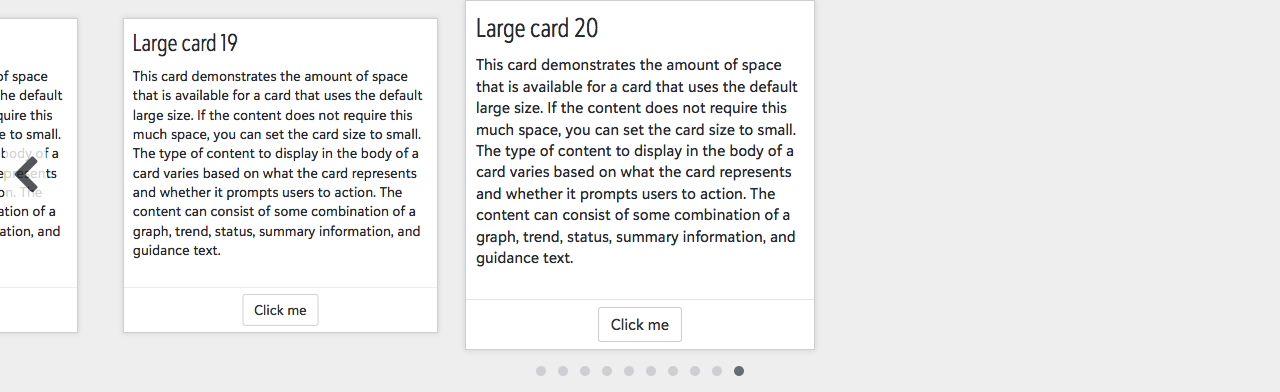 of space
he default
quire this
e to small.
body of a
epresents
on. The
ation of a
ation, and
Large card 19
This card demonstrates the amount of space
that is available for a card that uses the default
large size. If the content does not require this
much space, you can set the card size to small.
The type of content to display in the body of a
card varies based on what the card represents
and whether it prompts users to action. The
content can consist of some combination of a
graph, trend, status, summary information, and
guidance text.
Click me
Large card 20
This card demonstrates the amount of space
that is available for a card that uses the default
large size. If the content does not require this
much space, you can set the card size to small.
The type of content to display in the body of a
card varies based on what the card represents
and whether it prompts users to action. The
content can consist of some combination of a
graph, trend, status, summary information, and
guidance text.
Click me